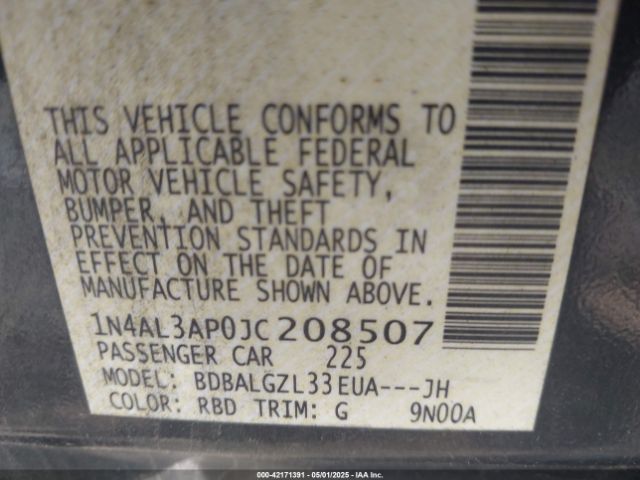 THIS VEHICLE CONFORMS TO
ALL APPLICABLE FEDERAL
MOTOR VEHICLE SAFETY,
BUMPER, AND THEFT
PREVENTION STANDARDS IN
EFFECT ON THE DATE OF
MANUFACTURE SHOWN ABOVE.
1N4AL3AP0JC208507
PASSENGER CAR 225
MODEL: BDBALGZL33EUA---JH
COLOR: RBD TRIM: G 9N00A
000-42171391 - 05/01/2025 - IAA Inc.